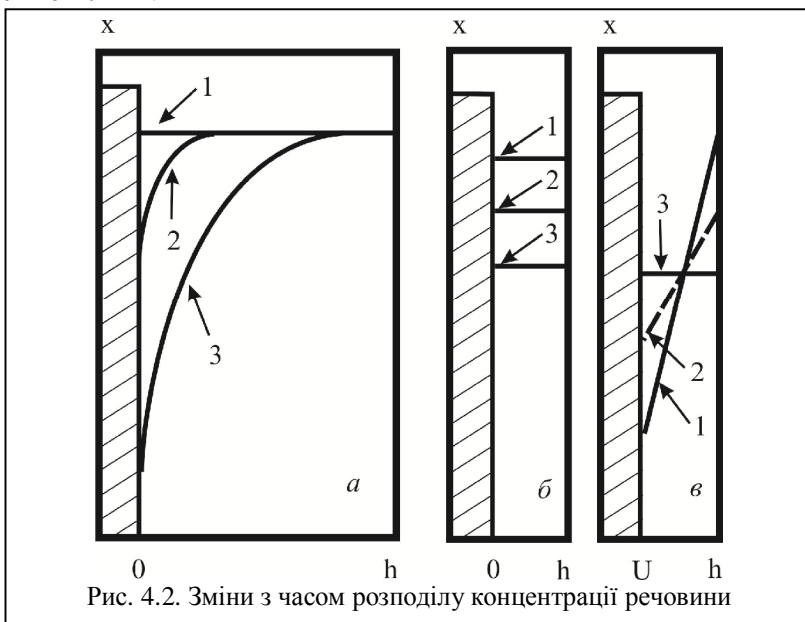 x x x
1
2
3
а
0 h
1
2
3
б
0 h
3
2
1
в
U h
Рис. 4.2. Зміни з часом розподілу концентрації речовини